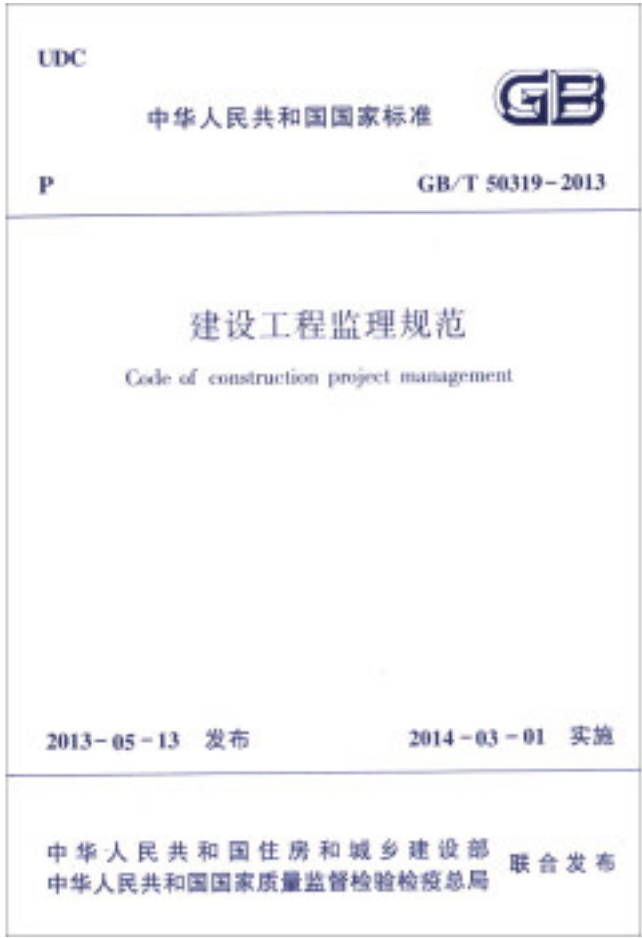 UDC
GB
中华人民共和国国家标准
P
GB/T 50319-2013
建设工程监理规范
Code of construction project management
2013-05-13 发布
2014-03-01 实施
中华人民共和国住房和城乡建设部
中华人民共和国国家质量监督检验检疫总局
联合发布